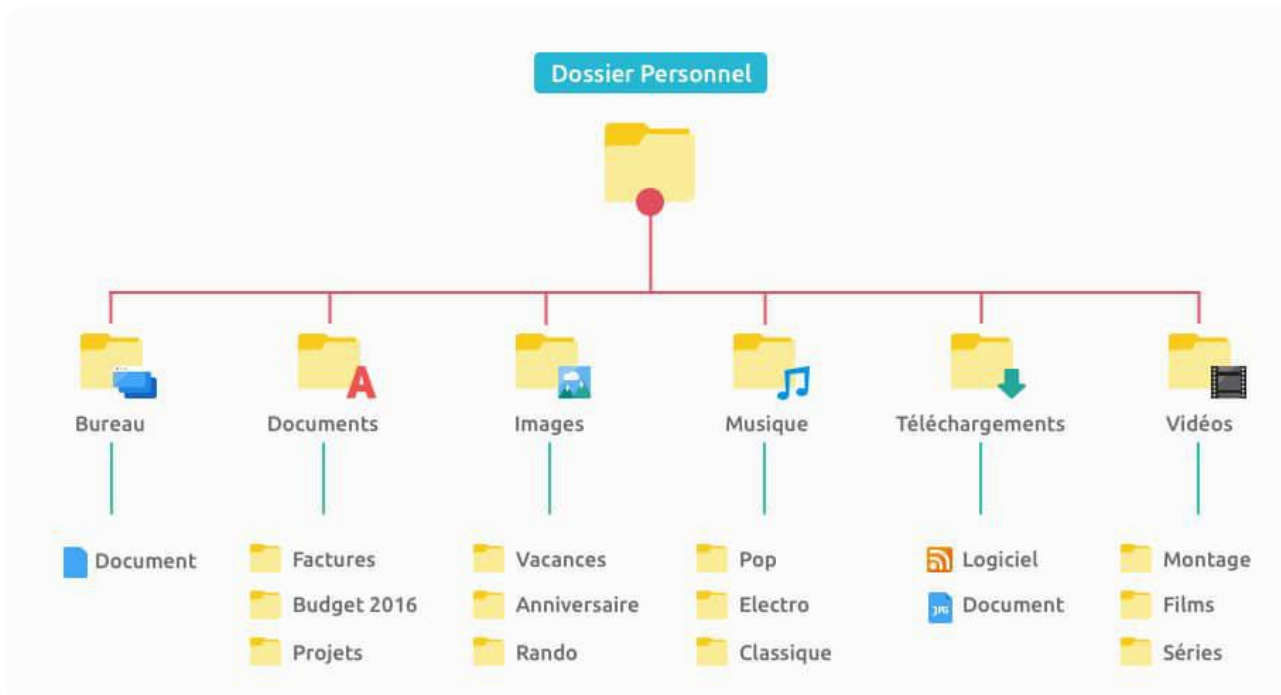 Dossier Personnel
Bureau
Documents
Images
Musique
Téléchargements
Vidéos
Document
Factures
Budget 2016
Projets
Vacances
Anniversaire
Rando
Pop
Electro
Classique
Logiciel
JPG
Document
Montage
Films
Séries
A